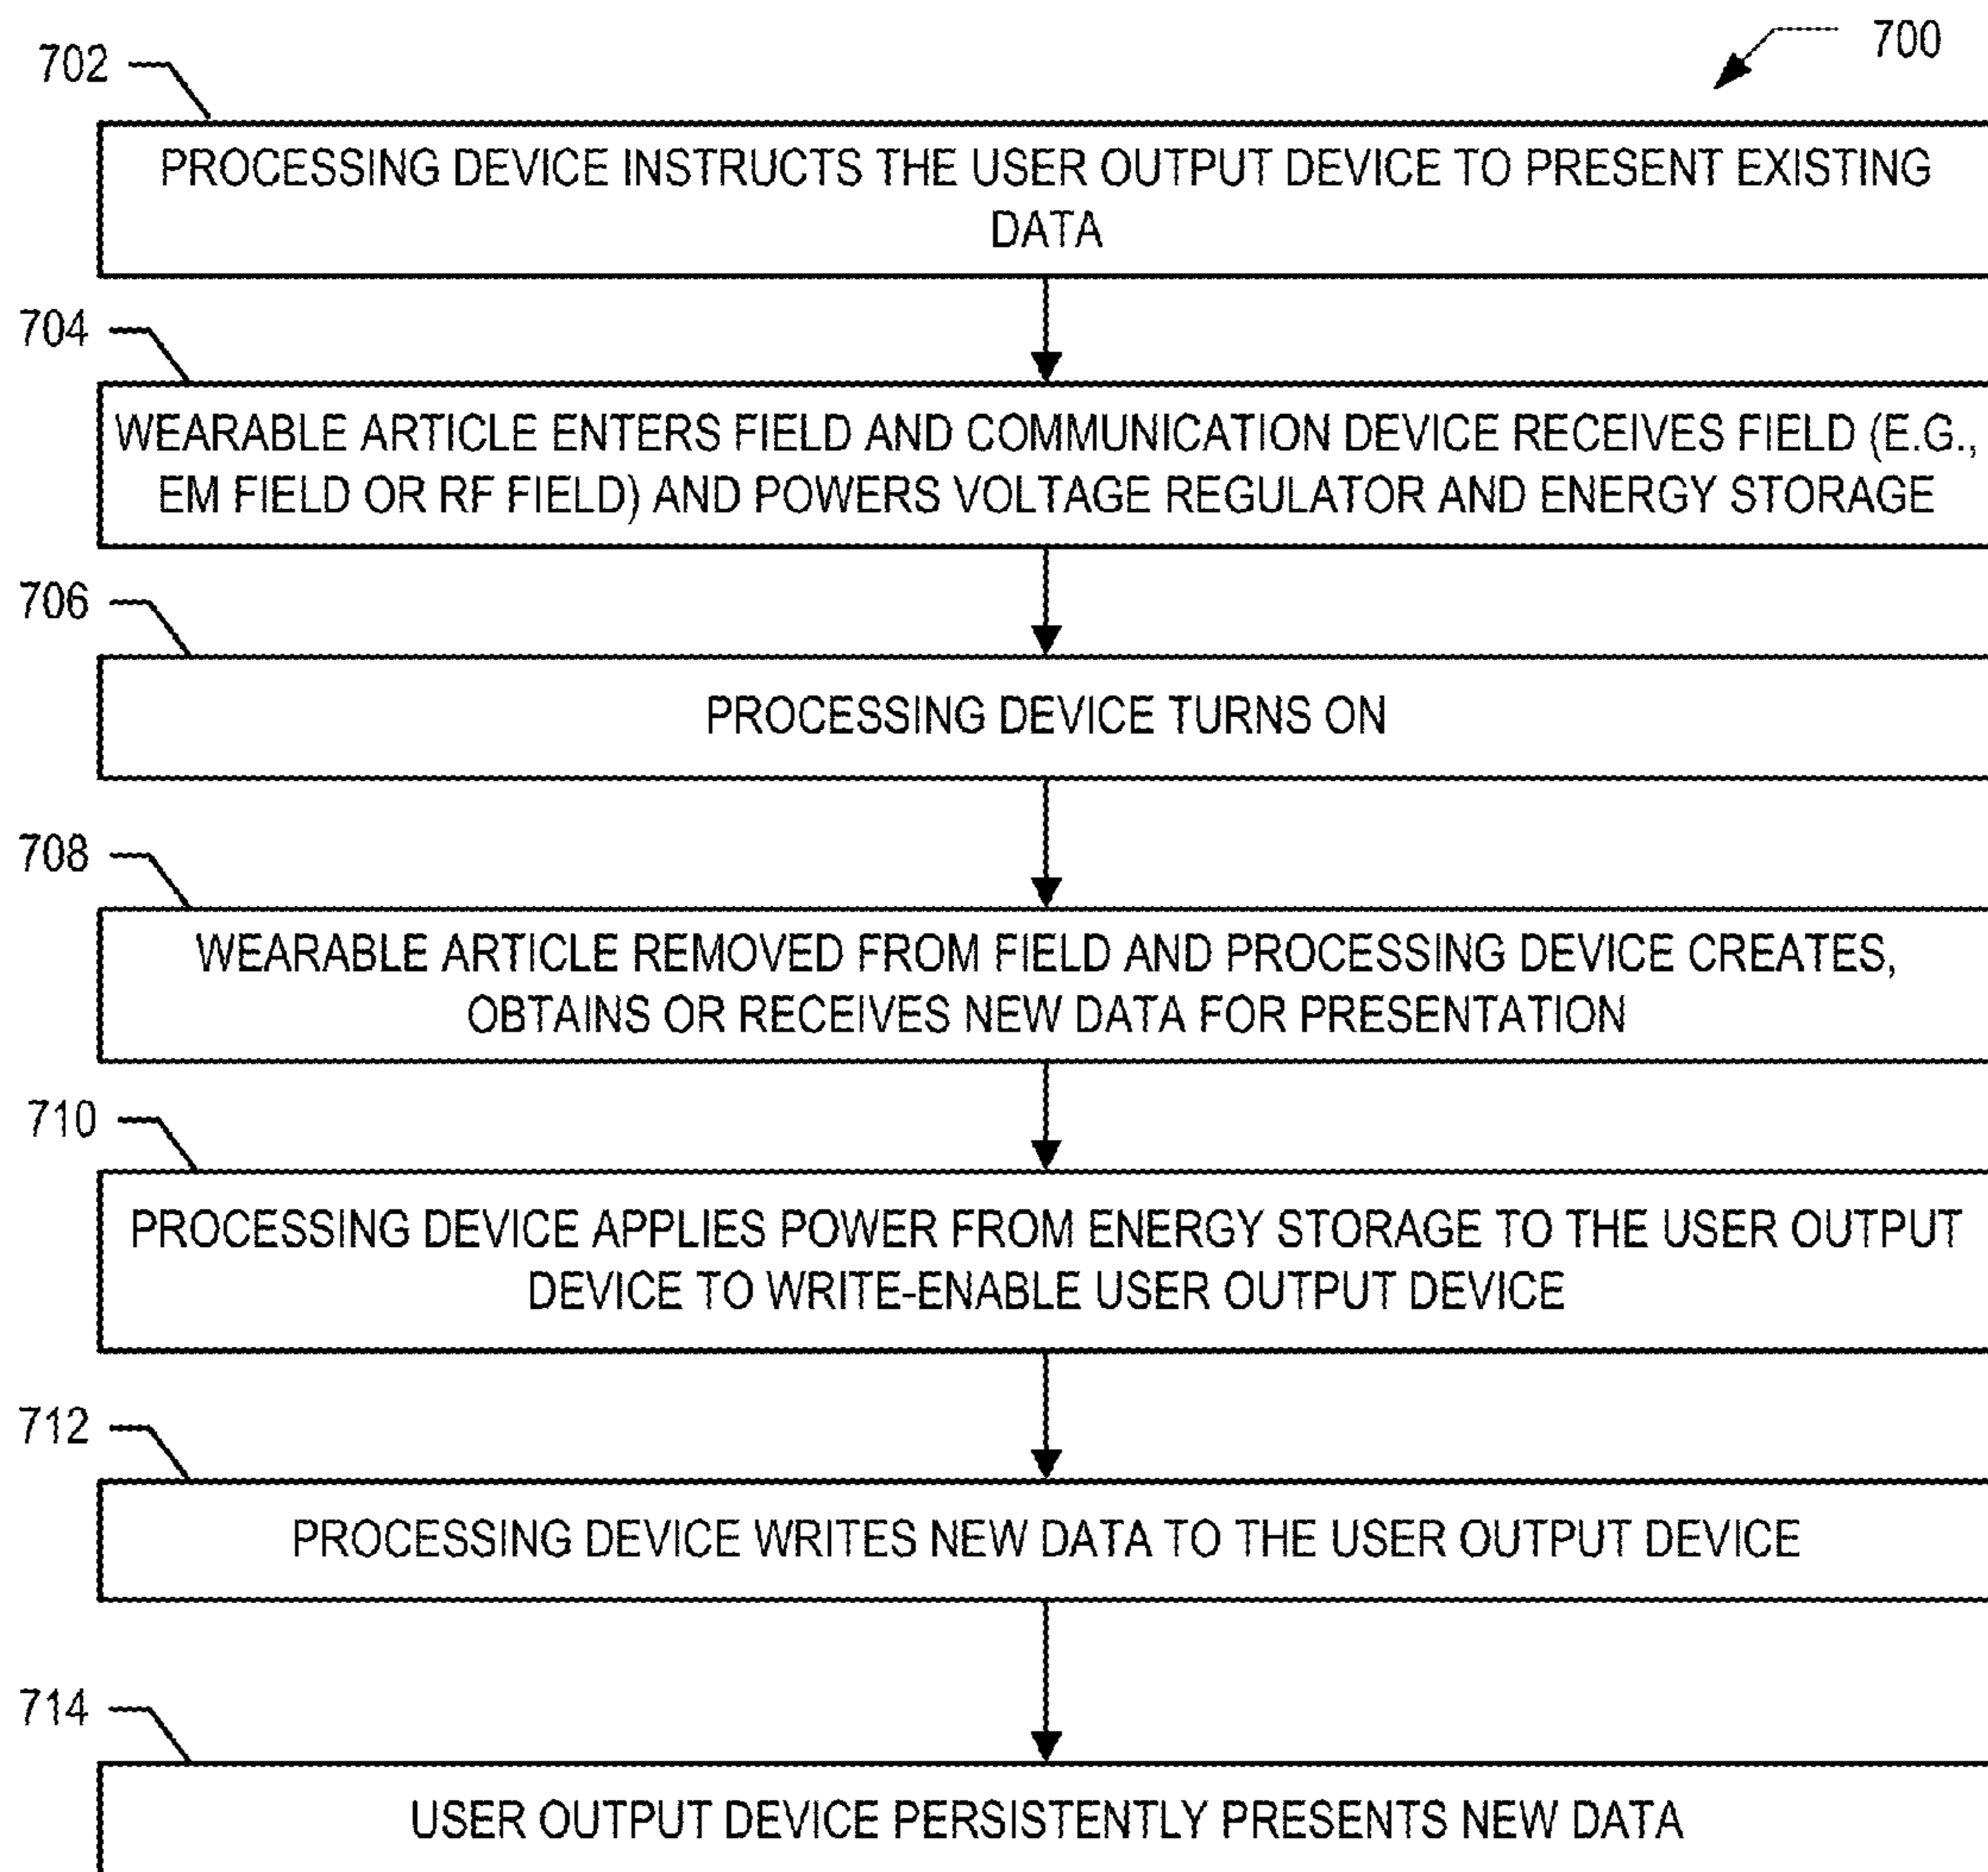 700
702
PROCESSING DEVICE INSTRUCTS THE USER OUTPUT DEVICE TO PRESENT EXISTING
DATA
704
WEARABLE ARTICLE ENTERS FIELD AND COMMUNICATION DEVICE RECEIVES FIELD (E.G.,
EM FIELD OR RF FIELD) AND POWERS VOLTAGE REGULATOR AND ENERGY STORAGE
706
PROCESSING DEVICE TURNS ON
708
WEARABLE ARTICLE REMOVED FROM FIELD AND PROCESSING DEVICE CREATES,
OBTAINS OR RECEIVES NEW DATA FOR PRESENTATION
710
PROCESSING DEVICE APPLIES POWER FROM ENERGY STORAGE TO THE USER OUTPUT
DEVICE TO WRITE-ENABLE USER OUTPUT DEVICE
712
PROCESSING DEVICE WRITES NEW DATA TO THE USER OUTPUT DEVICE
714
USER OUTPUT DEVICE PERSISTENTLY PRESENTS NEW DATA